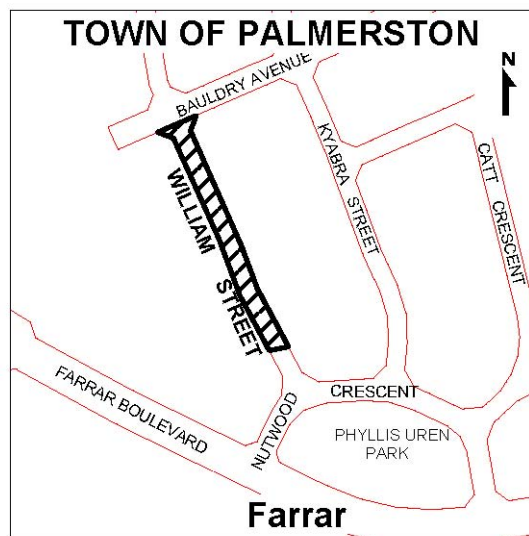 TOWN OF PALMERSTON
N
BAULDRY AVENUE
KYABRA STREET
CATT CRESCENT
WILLIAM STREET
FARRAR BOULEVARD
NUTWOOD CRESCENT
PHYLLIS UREN
PARK
Farrar